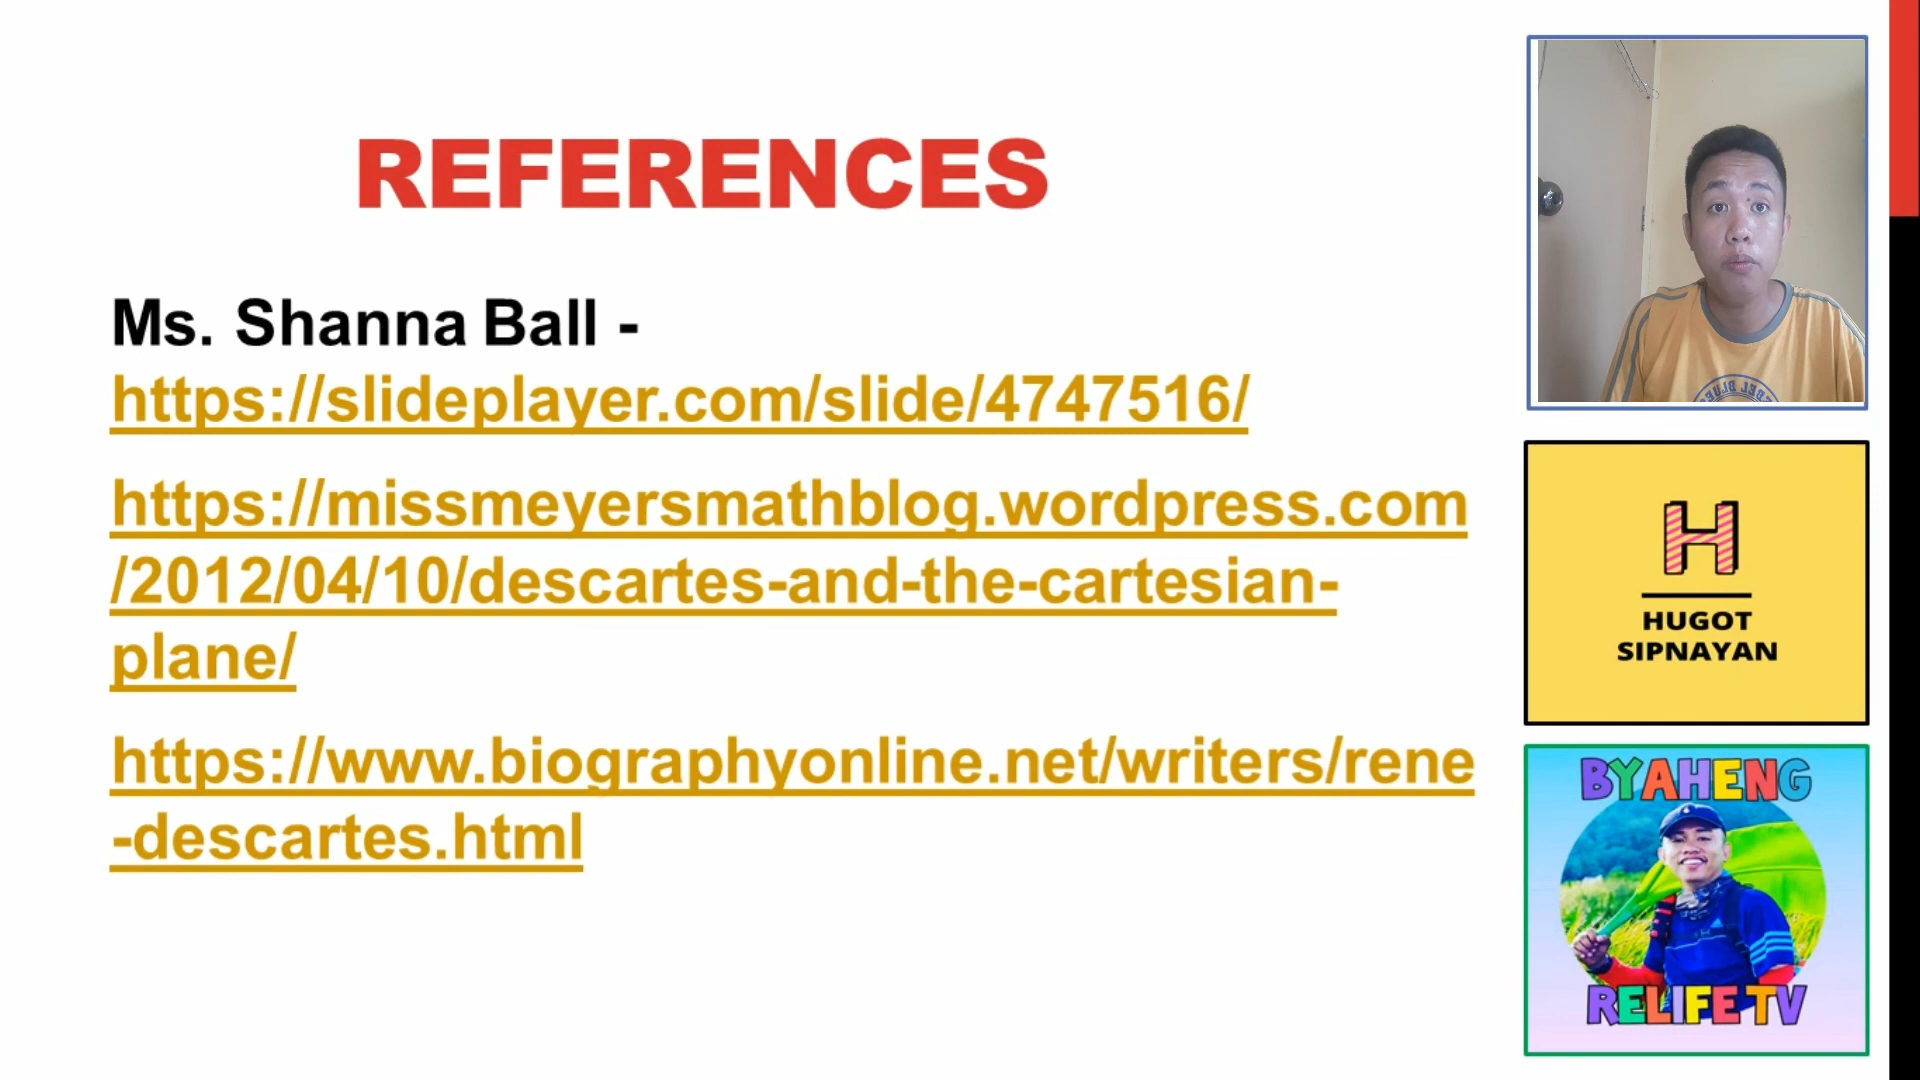 REFERENCES
Ms. Shanna Ball -
https://slideplayer.com/slide/4747516/
https://missmeyersmathblog.wordpress.com
/2012/04/10/descartes-and-the-cartesian-
plane/
https://www.biographyonline.net/writers/rene
-descartes.html
H
HUGOT
SIPNAYAN
BYAHENG
RELIFE TV